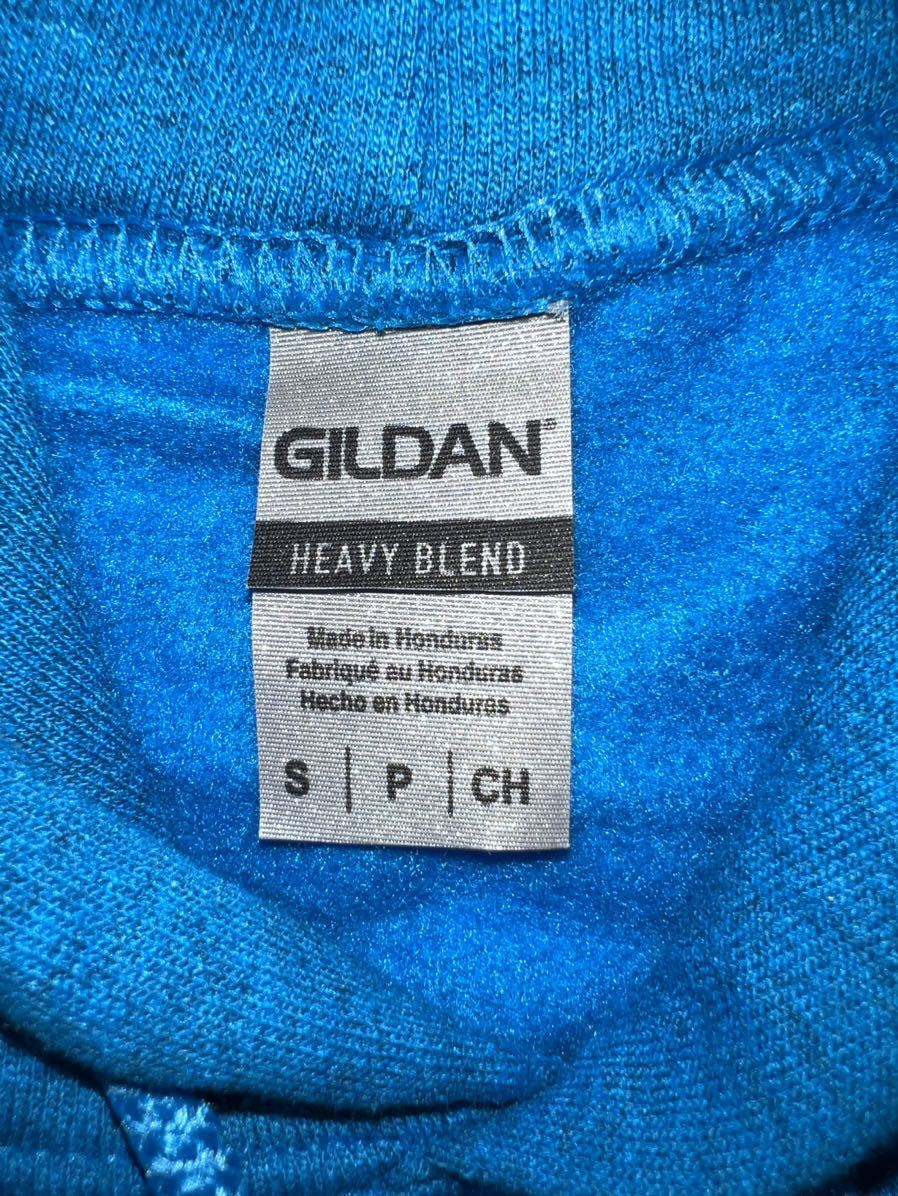 GILDAN®
HEAVY BLEND
Made in Honduras
Fabriqué au Honduras
Hecho en Honduras
S | P | CH